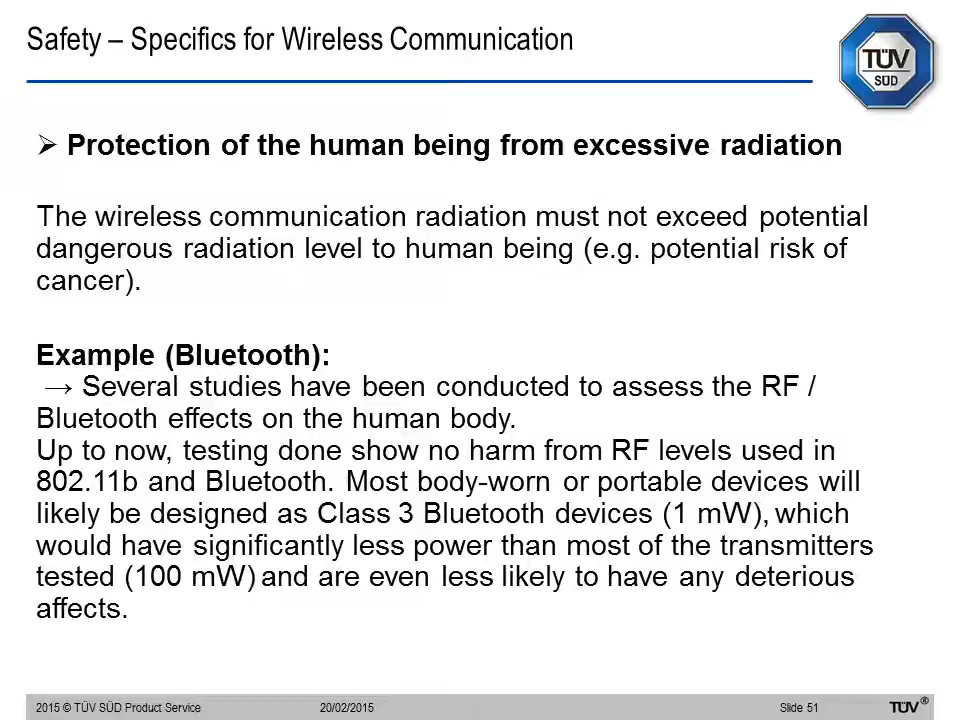 Safety – Specifics for Wireless Communication
TÜV
SÜD
➢ Protection of the human being from excessive radiation
The wireless communication radiation must not exceed potential
dangerous radiation level to human being (e.g. potential risk of
cancer).
Example (Bluetooth):
→ Several studies have been conducted to assess the RF /
Bluetooth effects on the human body.
Up to now, testing done show no harm from RF levels used in
802.11b and Bluetooth. Most body-worn or portable devices will
likely be designed as Class 3 Bluetooth devices (1 mW), which
would have significantly less power than most of the transmitters
tested (100 mW) and are even less likely to have any deterious
affects.
2015 © TÜV SÜD Product Service 20/02/2015 Slide 51 TÜV®